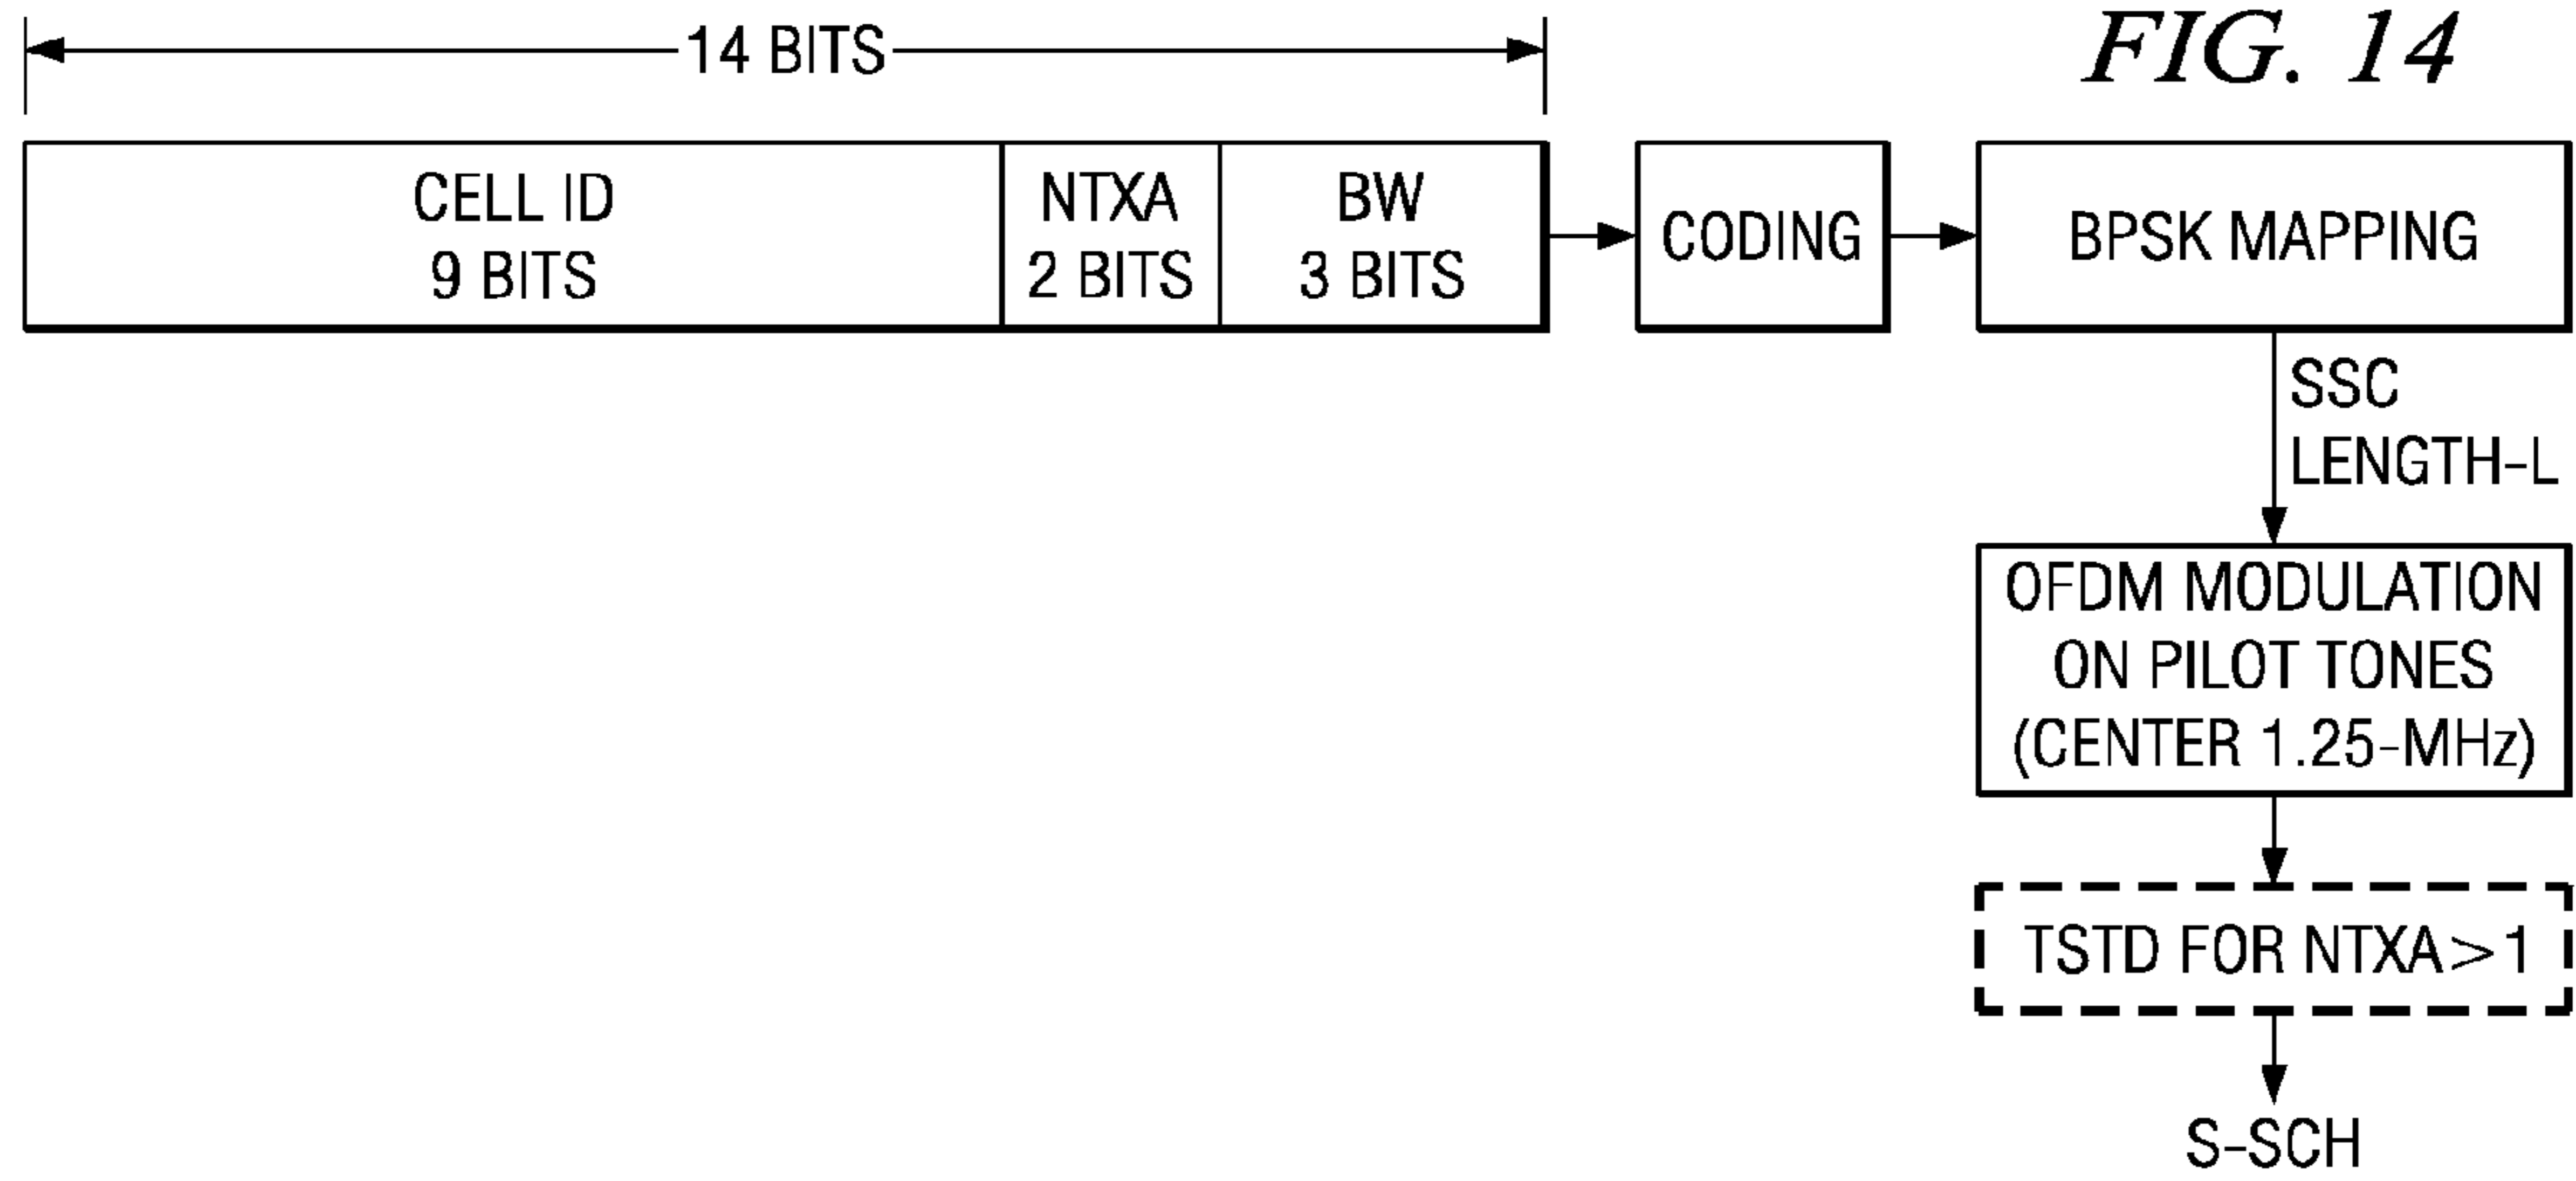 14 BITS
FIG. 14
CELL ID
9 BITS
NTXA
2 BITS
BW
3 BITS
CODING
BPSK MAPPING
SSC
LENGTH-L
OFDM MODULATION
ON PILOT TONES
(CENTER 1.25-MHz)
TSTD FOR NTXA>1
S-SCH